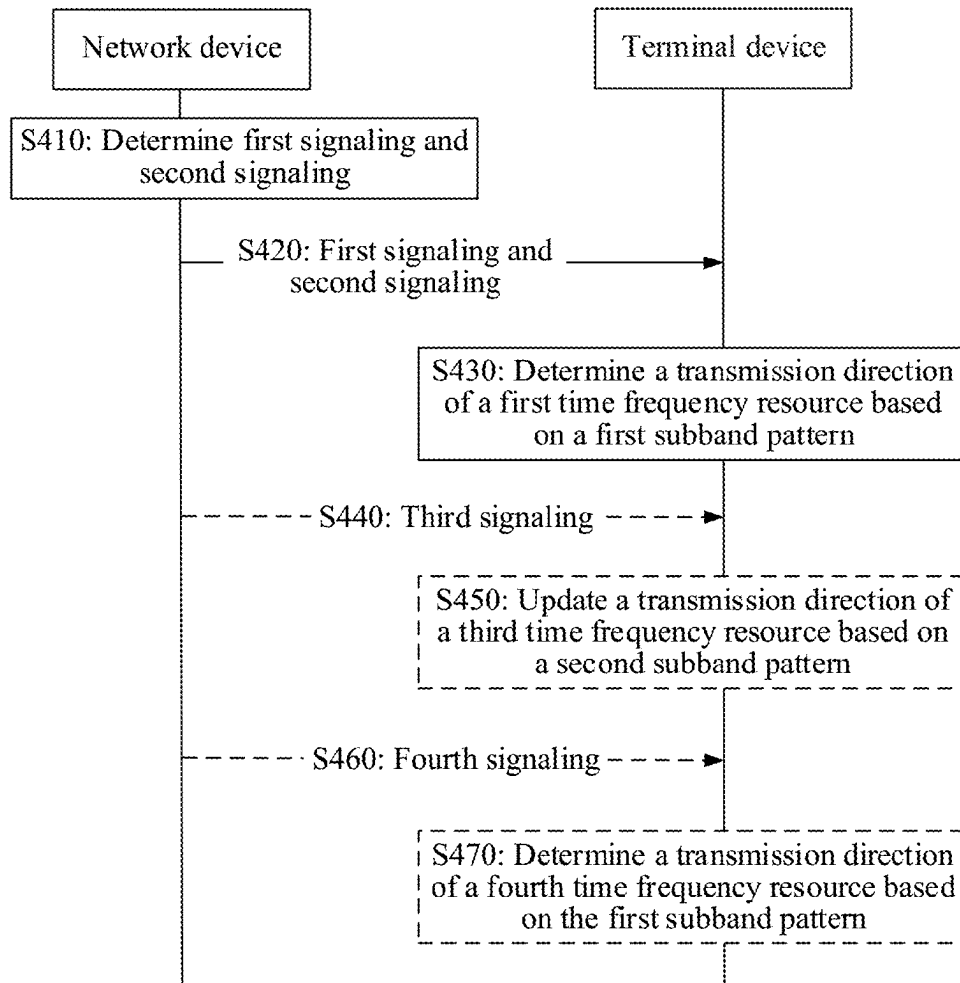 Network device
Terminal device
S410: Determine first signaling and
second signaling
S420: First signaling and
second signaling
S430: Determine a transmission direction
of a first time frequency resource based
on a first subband pattern
S440: Third signaling
S450: Update a transmission direction of
a third time frequency resource based on
a second subband pattern
S460: Fourth signaling
S470: Determine a transmission direction
of a fourth time frequency resource based
on the first subband pattern